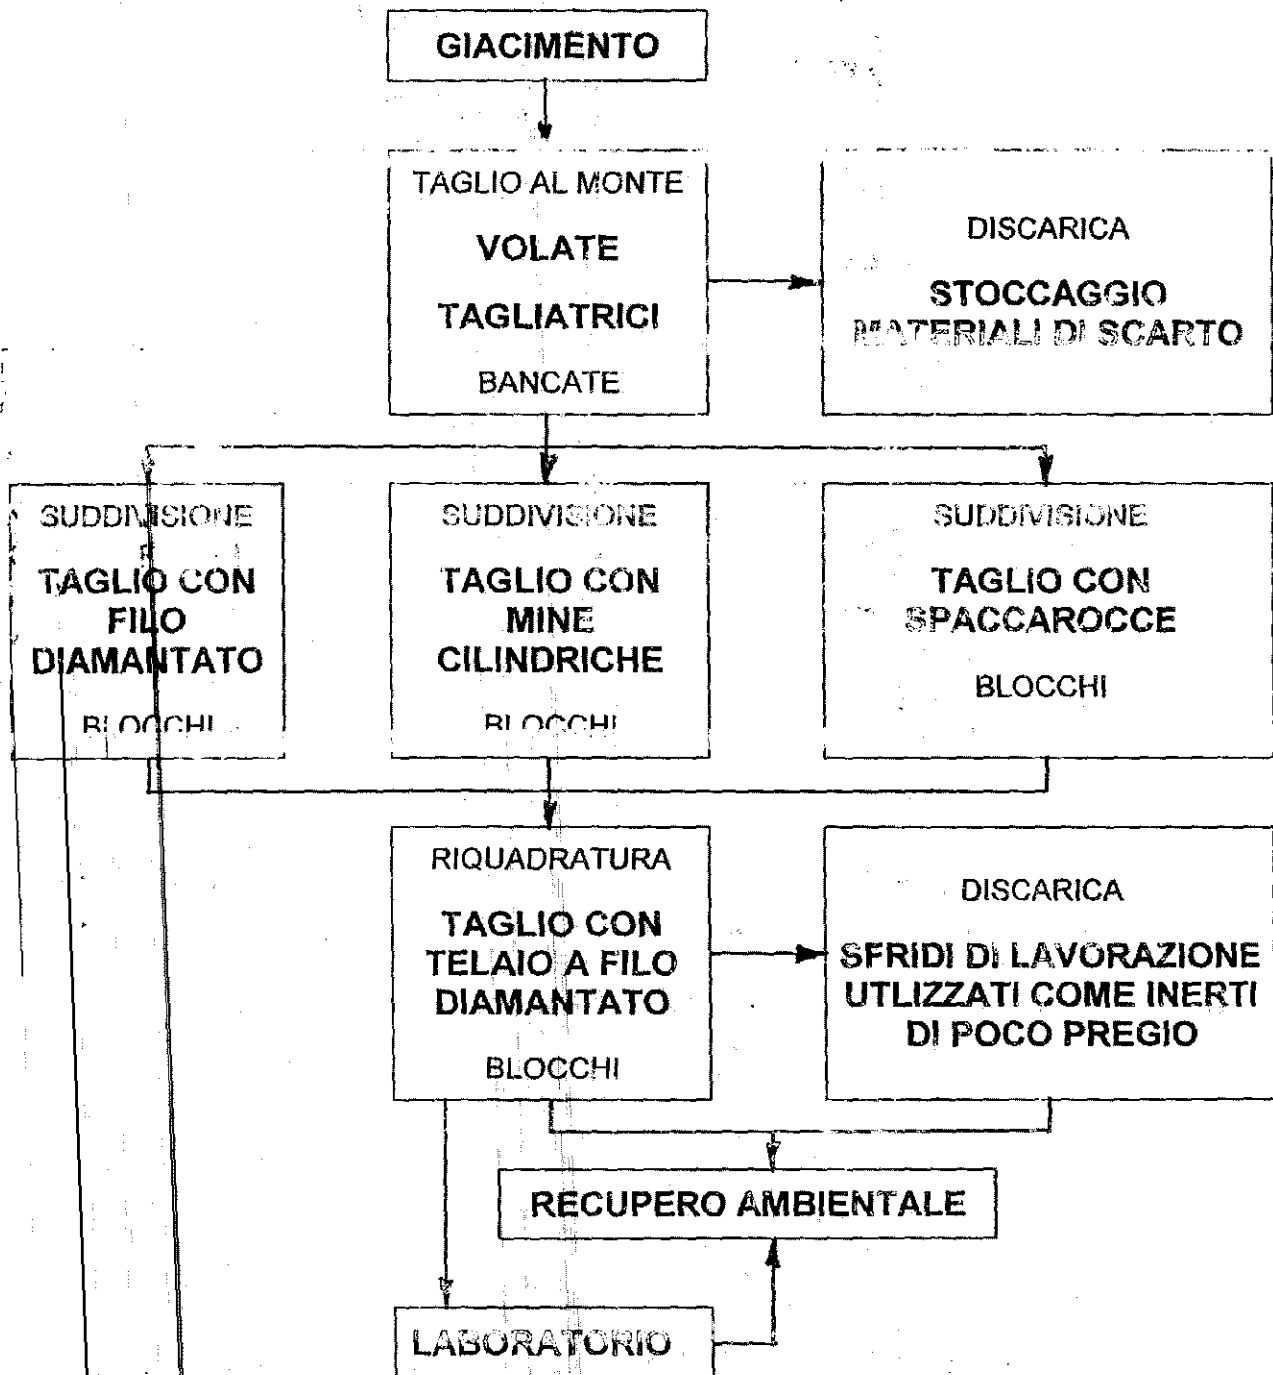 GIACIMENTO
TAGLIO AL MONTE
VOLATE
TAGLIATRICI
BANCATE
DISCARICA
STOCCAGGIO
MATERIALI DI SCARTO
SUDDIVISIONE
TAGLIO CON
FILO
DIAMANTATO
BLOCCHI
SUDDIVISIONE
TAGLIO CON
MINE
CILINDRICHE
BLOCCHI
SUDDIVISIONE
TAGLIO CON
SPACCAROCCE
BLOCCHI
RIQUADRATURA
TAGLIO CON
TELAIO A FILO
DIAMANTATO
BLOCCHI
DISCARICA
SFRIDI DI LAVORAZIONE
UTLIZZATI COME INERTI
DI POCO PREGIO
RECUPERO AMBIENTALE
LABORATORIO